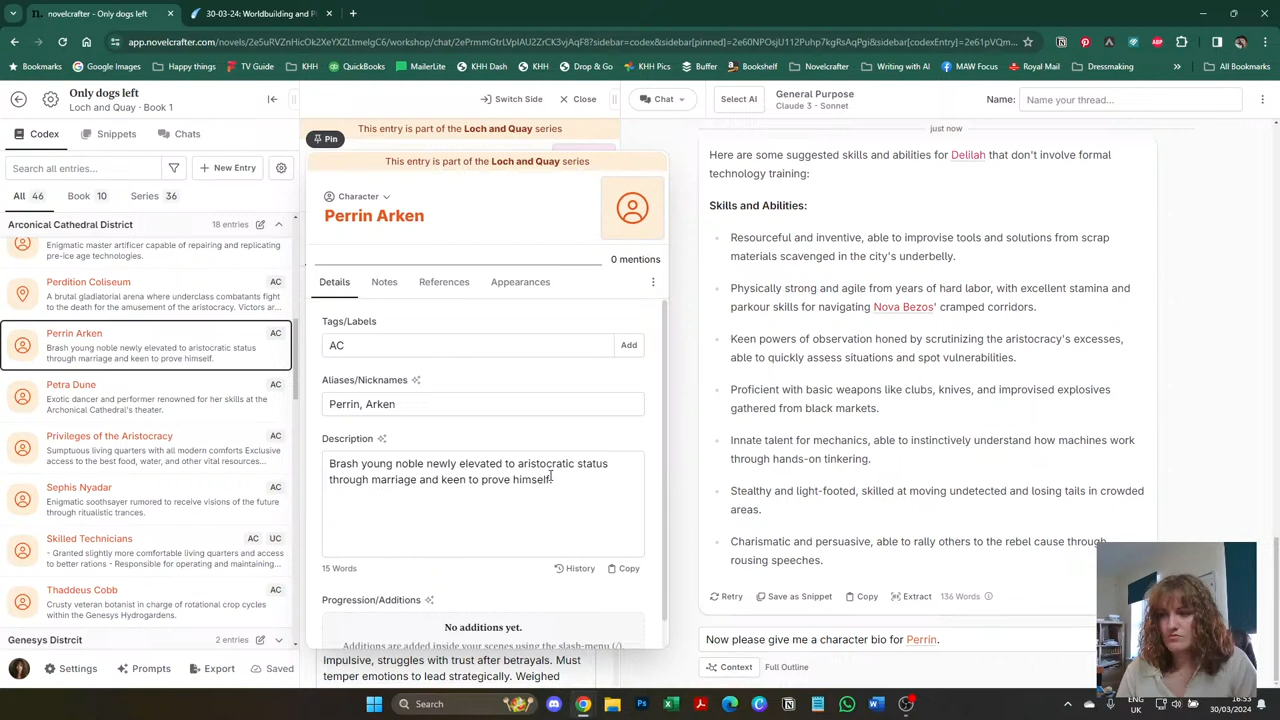 novelcrafter - Only dogs left
30-03-24: Worldbuilding and P
app.novelcrafter.com/novels/
Bookmarks
TV Guide
KHH
QuickBooks
MailerLite
KHH
Drop & Go
KHH Pics
Buffer
Bookshelf
Novelcrafter
Writing with AI...
MAW Focus
Pinterest
All Bookmarks
Only dogs left
Loch and Quay - Book 1
Codex
Snippets
Chats
Search all entries...
New Entry
All 46
Book 10
Series 36
Arconical Cathedral District
18 entries
Enigmatic master artificer capable of repairing and replicating
pre-ice age technologies.
Perdition Coliseum
AC
A brutal gladiatorial arena where underclass combatants fight
to the death for the amusement of the aristocracy. Victors ar...
Perrin Arken
AC
Brash young noble newly elevated to aristocratic status
through marriage and keen to prove himself.
Petra Dune
AC
Exotic dancer and performer renowned for her skills at the
Archonical Cathedral's theater.
Privileges of the Aristocracy
AC
Sumptuous living quarters with all modern comforts Exclusive
access to the best food, water, and other vital resources...
Sephis Nyadar
AC
Enigmatic soothsayer rumored to receive visions of the future
through ritualistic trances.
Skilled Technicians
AC UC
- Granted slightly more comfortable living quarters and access
to better rations - Responsible for operating and maintaining...
Thaddeus Cobb
AC
Crusty veteran botanist in charge of rotational crop cycles
within the Genesys Hydrogardens.
Genesys Distrcit
2 entries
Settings
Prompts
Export
Saved
Switch Side
Close
This entry is part of the Loch and Quay series
Pin
This entry is part of the Loch and Quay series
Character
Perrin Arken
0 mentions
Details
Notes
References
Appearances
Tags/Labels
AC
Add
Aliases/Nicknames
Perrin, Arken
Description
Brash young noble newly elevated to aristocratic status
through marriage and keen to prove himself.
15 Words
History
Copy
Progression/Additions
No additions yet.
Additions are added inside your scenes using the slash-menu (/).
Impulsive, struggles with trust after betrayals. Must
temper emotions to lead strategically. Weighed
Chat
Select AI
General Purpose
Claude 3 - Sonnet
Name:
Name your thread...
just now
Here are some suggested skills and abilities for Delilah that don't involve formal
technology training:
Skills and Abilities:
Resourceful and inventive, able to improvise tools and solutions from scrap
materials scavenged in the city's underbelly.
Physically strong and agile from years of hard labor, with excellent stamina and
parkour skills for navigating Nova Bezos' cramped corridors.
Keen powers of observation honed by scrutinizing the aristocracy's excesses,
able to quickly assess situations and spot vulnerabilities.
Proficient with basic weapons like clubs, knives, and improvised explosives
gathered from black markets.
Innate talent for mechanics, able to instinctively understand how machines work
through hands-on tinkering.
Stealthy and light-footed, skilled at moving undetected and losing tails in crowded
areas.
Charismatic and persuasive, able to rally others to the rebel cause through
rousing speeches.
Retry
Save as Snippet
Copy
Extract
136 Words
Now please give me a character bio for Perrin.
Context
Full Outline
Search
ENG
UK
16:53
30/03/2024